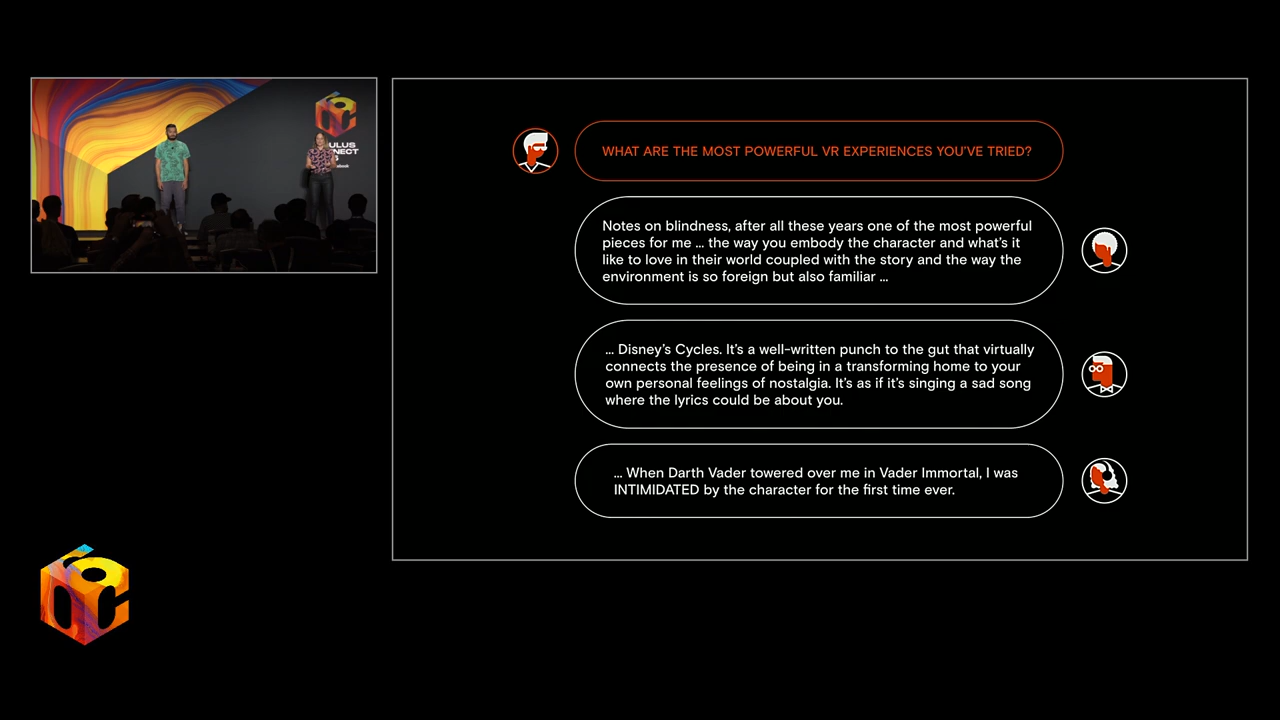 ULUS
NECT
WHAT ARE THE MOST POWERFUL VR EXPERIENCES YOU'VE TRIED?
Notes on blindness, after all these years one of the most powerful
pieces for me ... the way you embody the character and what's it
like to love in their world coupled with the story and the way the
environment is so foreign but also familiar ...
... Disney's Cycles. It's a well-written punch to the gut that virtually
connects the presence of being in a transforming home to your
own personal feelings of nostalgia. It's as if it's singing a sad song
where the lyrics could be about you.
... When Darth Vader towered over me in Vader Immortal, I was
INTIMIDATED by the character for the first time ever.